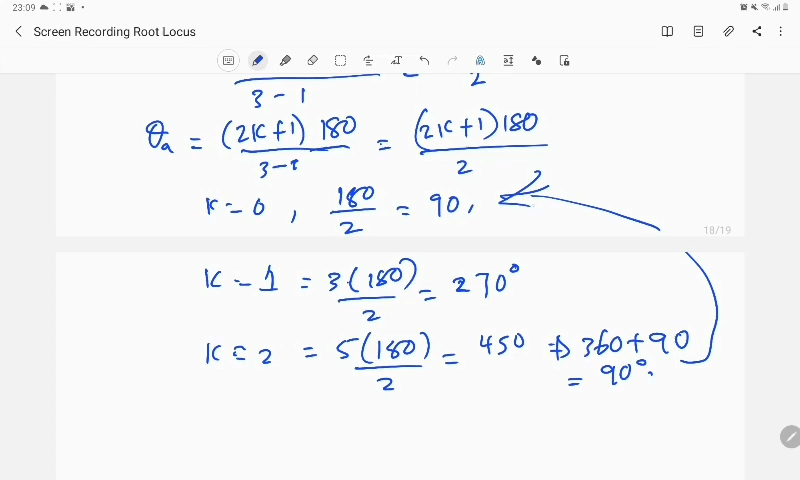 23:09
Screen Recording Root Locus
3 - 1 2
θa = (2k+1) 180 / 3-1 = (2k+1) 180 / 2
k = 0 , 180 / 2 = 90,
18/19
k - 1 = 3(180) / 2 = 270°
k = 2 = 5(180) / 2 = 450 ⇒ 360+90
= 90°.